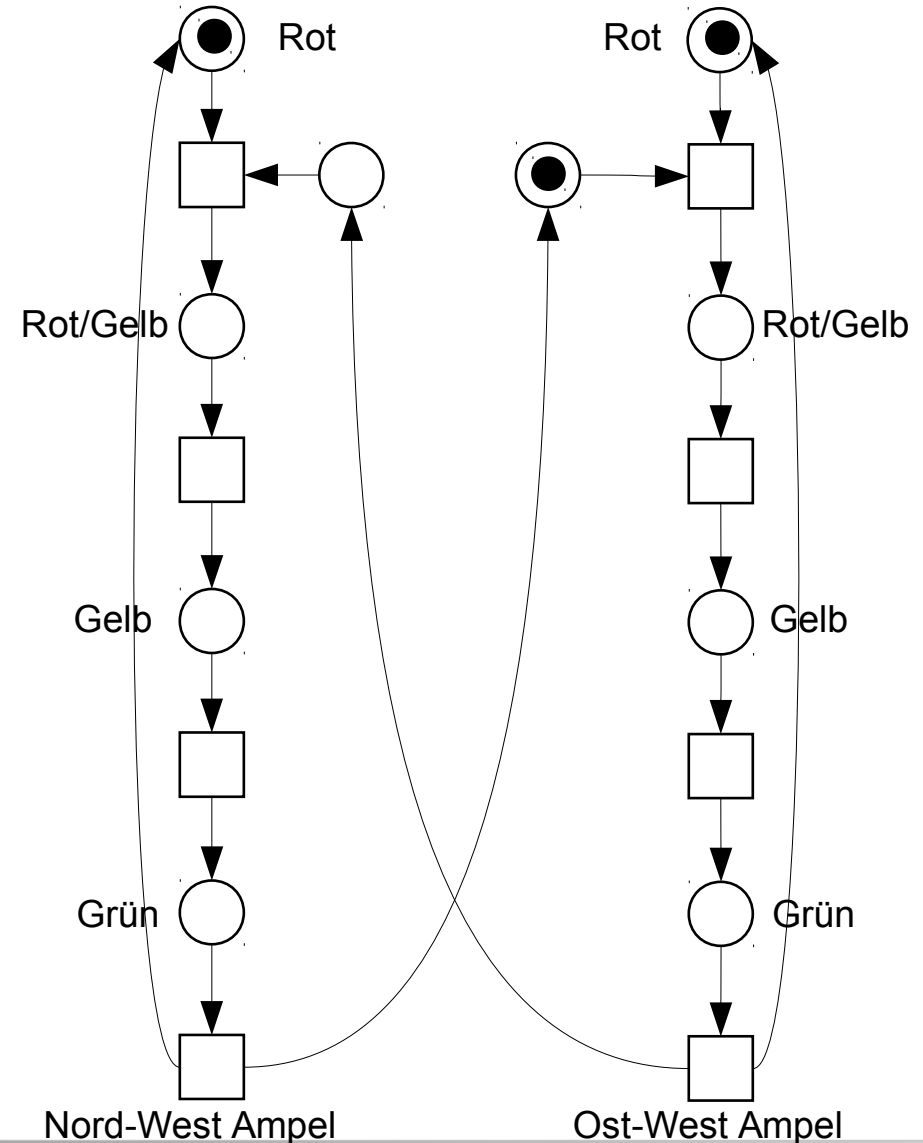 Rot
Rot
Rot/Gelb
Rot/Gelb
Gelb
Gelb
Grün
Grün
Nord-West Ampel
Ost-West Ampel